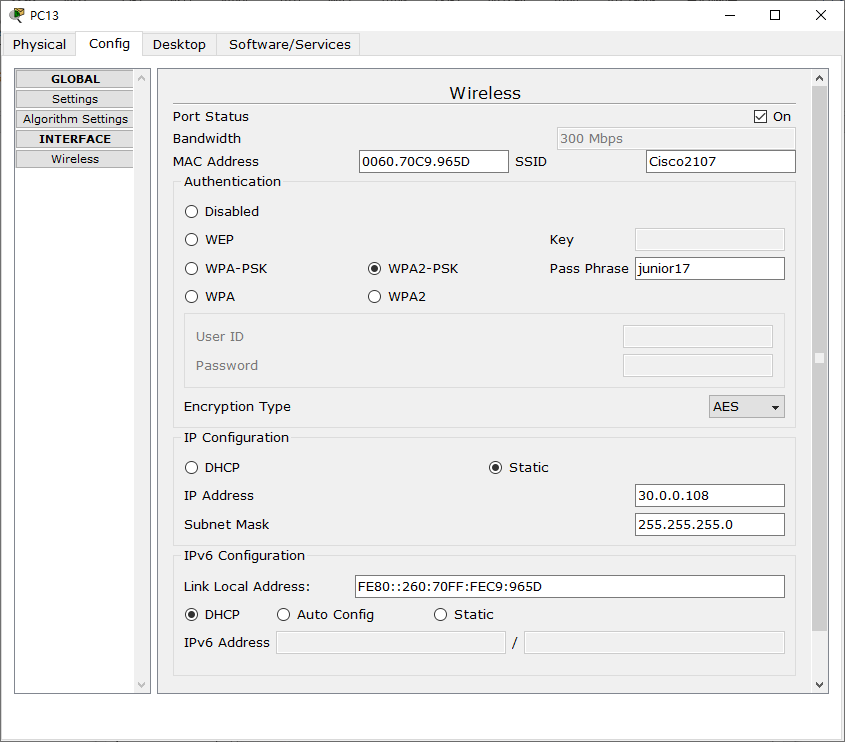 PC13
Physical Config Desktop Software/Services
GLOBAL
Settings
Algorithm Settings
INTERFACE
Wireless
Wireless
Port Status On
Bandwidth 300 Mbps
MAC Address 0060.70C9.965D SSID Cisco2107
Authentication
Disabled
WEP Key
WPA-PSK WPA2-PSK Pass Phrase junior17
WPA WPA2
User ID
Password
Encryption Type AES
IP Configuration
DHCP Static
IP Address 30.0.0.108
Subnet Mask 255.255.255.0
IPv6 Configuration
Link Local Address: FE80::260:70FF:FEC9:965D
DHCP Auto Config Static
IPv6 Address /